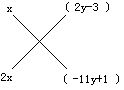 x ( 2y-3 )
2x ( -11y+1 )